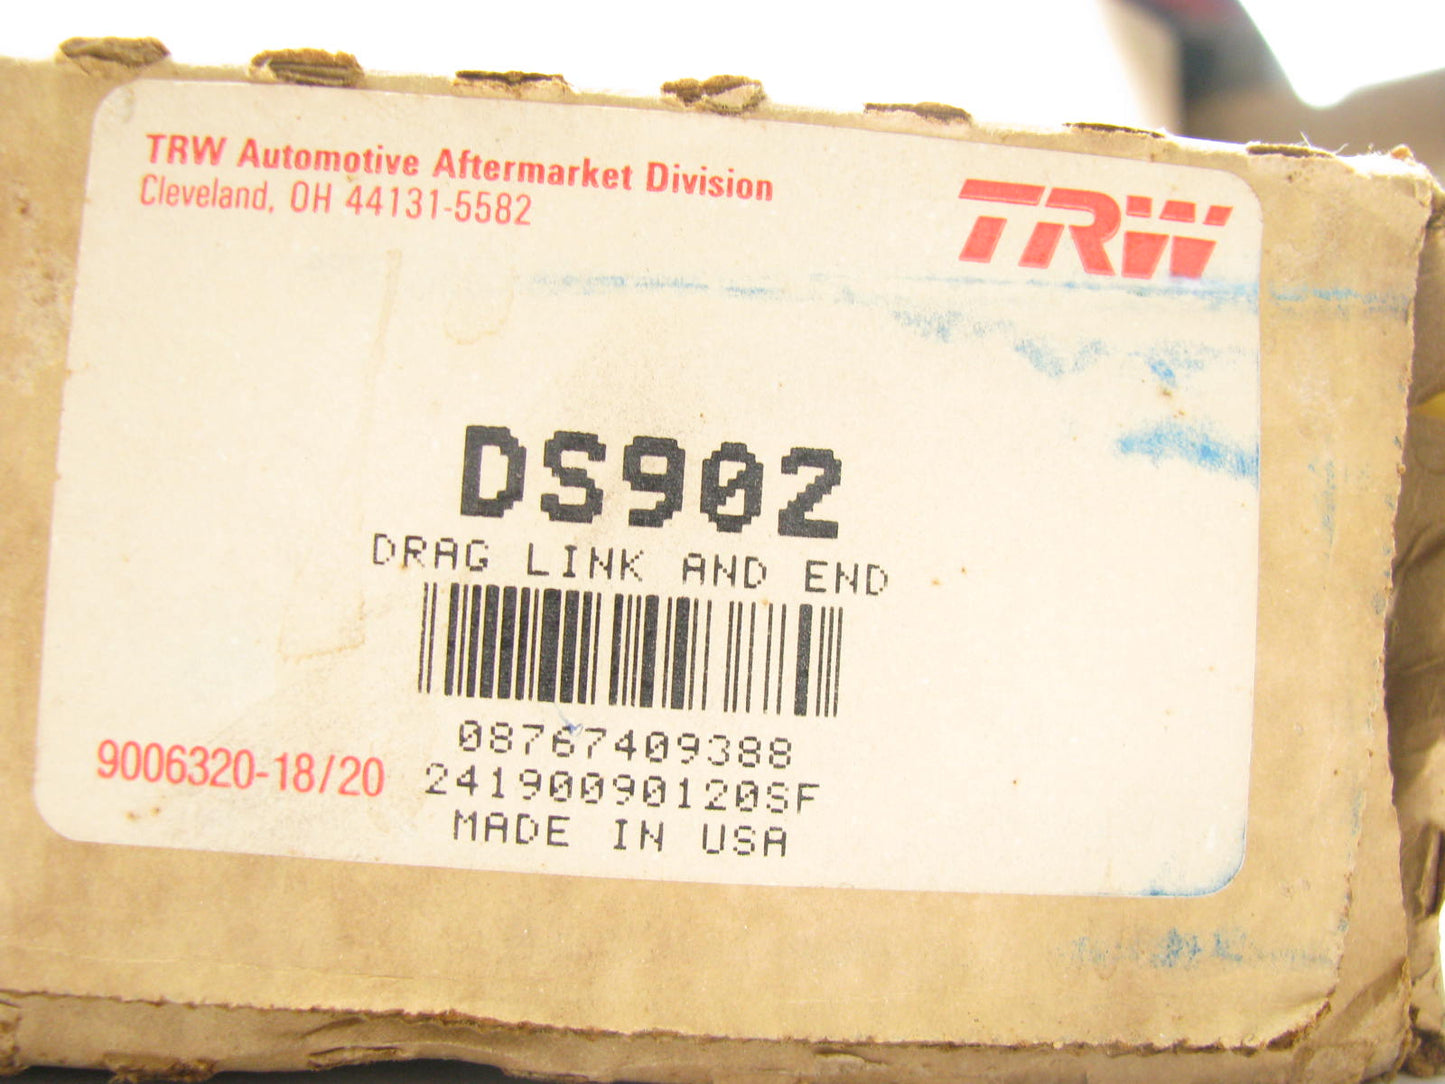 TRW Automotive Aftermarket Division
Cleveland, OH 44131-5582
TRW
DS902
DRAG LINK AND END
08767409388
24190090120SF
9006320-18/20
MADE IN USA